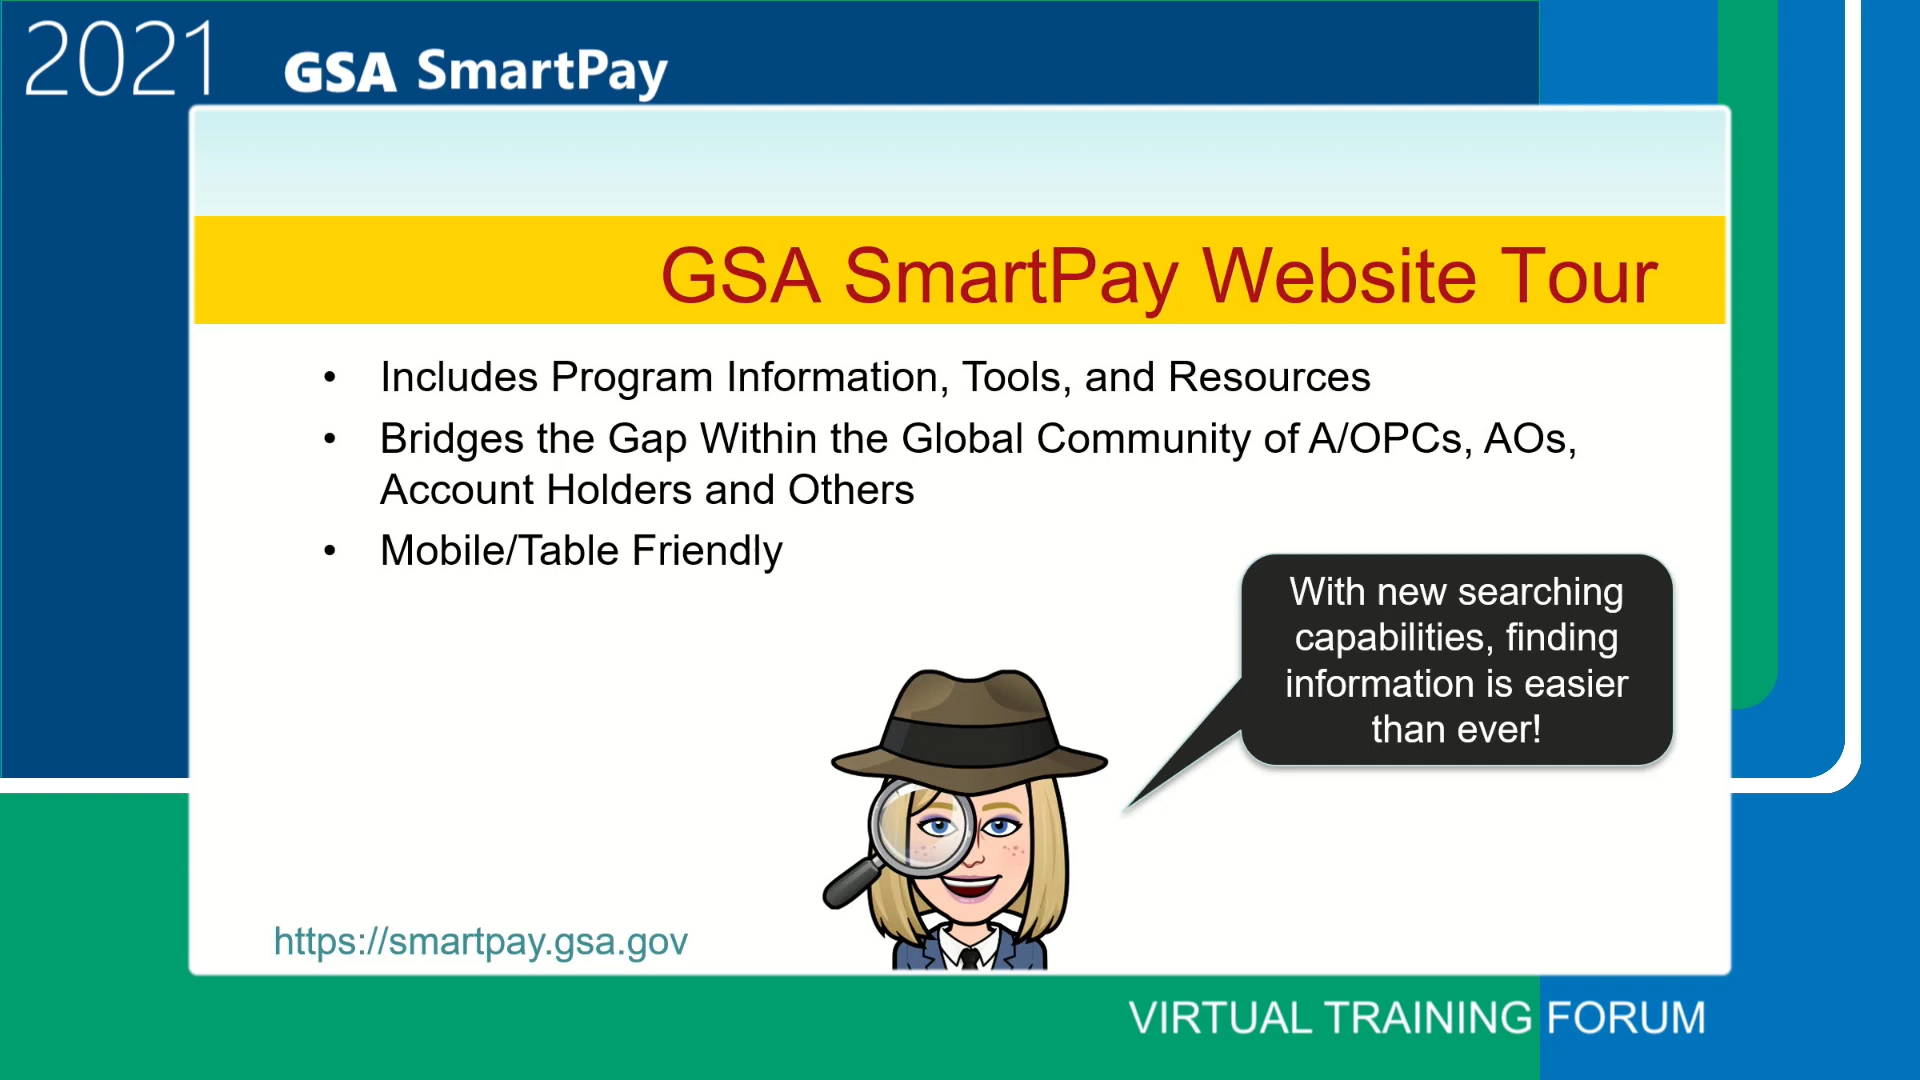 2021
GSA SmartPay
GSA SmartPay Website Tour
• Includes Program Information, Tools, and Resources
• Bridges the Gap Within the Global Community of A/OPCs, AOs,
Account Holders and Others
• Mobile/Table Friendly
With new searching
capabilities, finding
information is easier
than ever!
https://smartpay.gsa.gov
VIRTUAL TRAINING FORUM